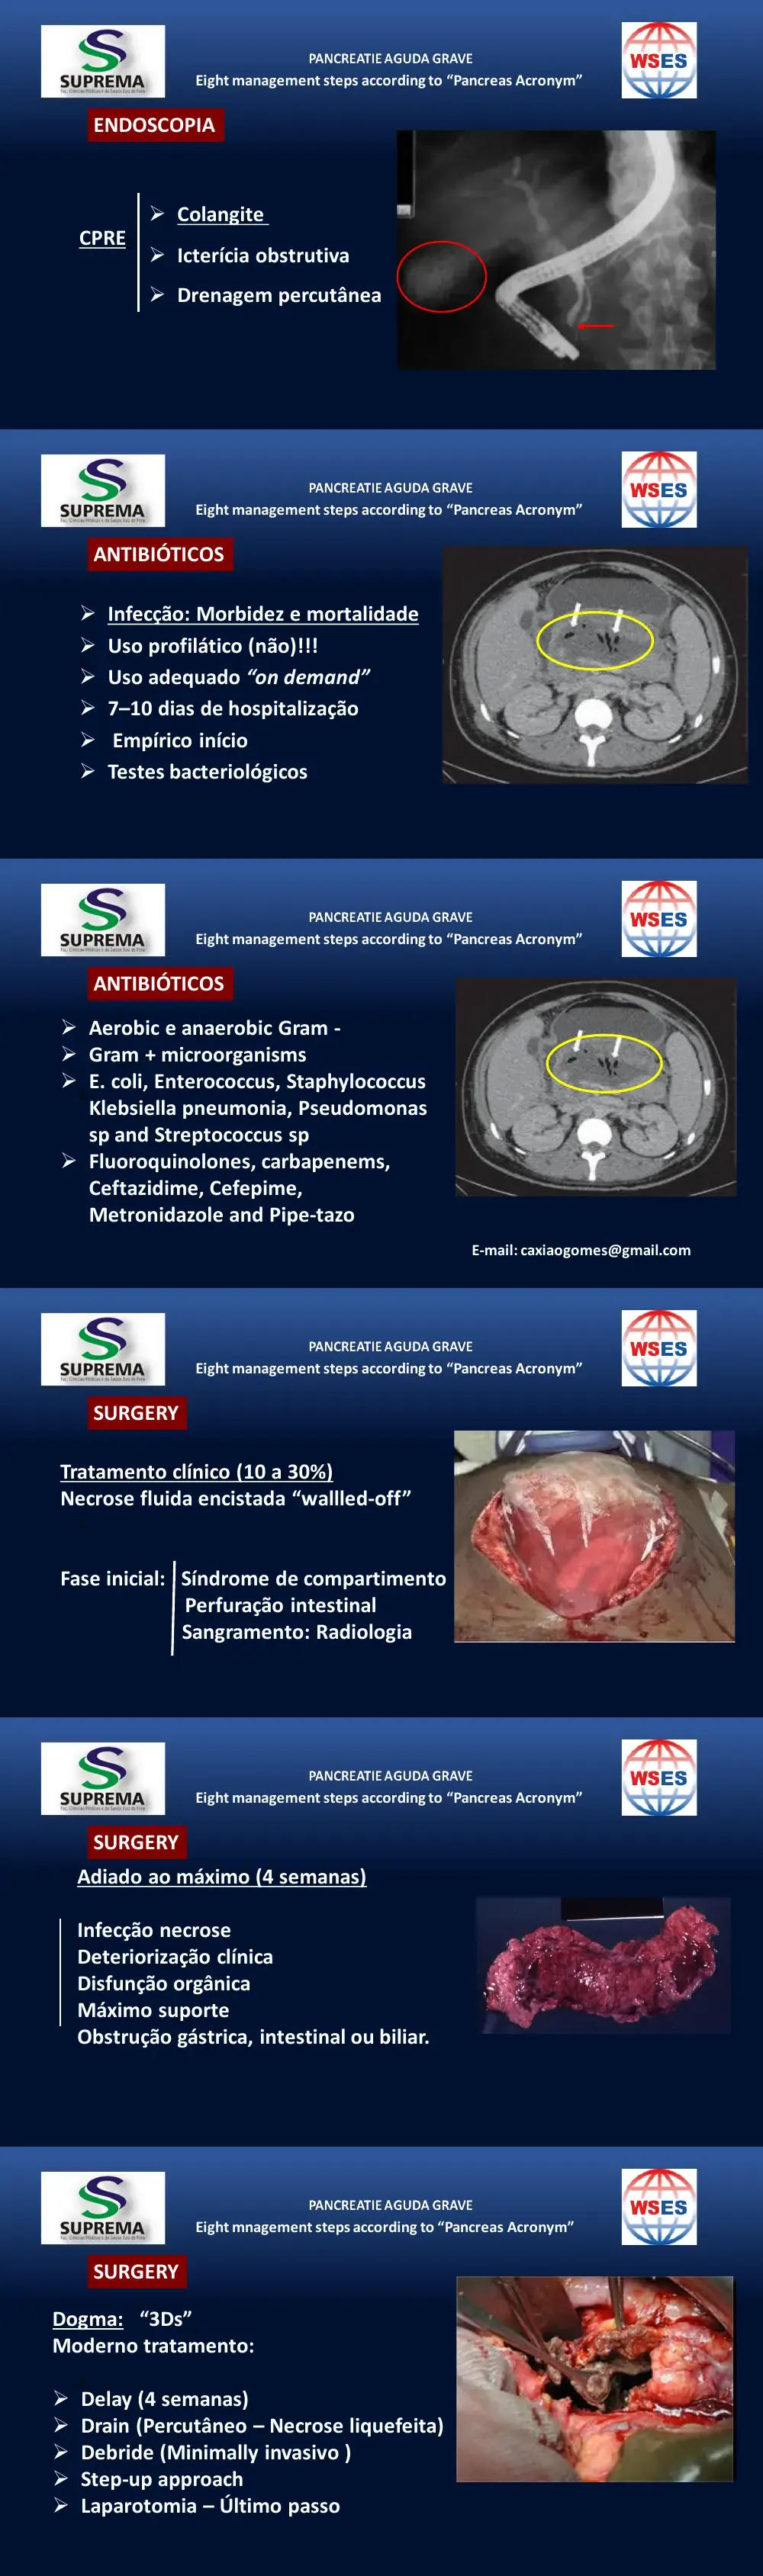 SUPREMA
PANCREATIE AGUDA GRAVE
Eight management steps according to “Pancreas Acronym”
WSES
ENDOSCOPIA
CPRE
Colangite
Icterícia obstrutiva
Drenagem percutânea
SUPREMA
PANCREATIE AGUDA GRAVE
Eight management steps according to “Pancreas Acronym”
WSES
ANTIBIÓTICOS
Infecção: Morbidez e mortalidade
Uso profilático (não)!!!
Uso adequado “on demand”
7–10 dias de hospitalização
Empírico início
Testes bacteriológicos
SUPREMA
PANCREATIE AGUDA GRAVE
Eight management steps according to “Pancreas Acronym”
WSES
ANTIBIÓTICOS
Aerobic e anaerobic Gram -
Gram + microorganisms
E. coli, Enterococcus, Staphylococcus
Klebsiella pneumonia, Pseudomonas
sp and Streptococcus sp
Fluoroquinolones, carbapenems,
Ceftazidime, Cefepime,
Metronidazole and Pipe-tazo
E-mail: caxiaogomes@gmail.com
SUPREMA
PANCREATIE AGUDA GRAVE
Eight management steps according to “Pancreas Acronym”
WSES
SURGERY
Tratamento clínico (10 a 30%)
Necrose fluida encistada “wallled-off”
Fase inicial: Síndrome de compartimento
Perfuração intestinal
Sangramento: Radiologia
SUPREMA
PANCREATIE AGUDA GRAVE
Eight management steps according to “Pancreas Acronym”
WSES
SURGERY
Adiado ao máximo (4 semanas)
Infecção necrose
Deteriorização clínica
Disfunção orgânica
Máximo suporte
Obstrução gástrica, intestinal ou biliar.
SUPREMA
PANCREATIE AGUDA GRAVE
Eight mnagement steps according to “Pancreas Acronym”
WSES
SURGERY
Dogma: “3Ds”
Moderno tratamento:
Delay (4 semanas)
Drain (Percutâneo – Necrose liquefeita)
Debride (Minimally invasivo )
Step-up approach
Laparotomia – Último passo